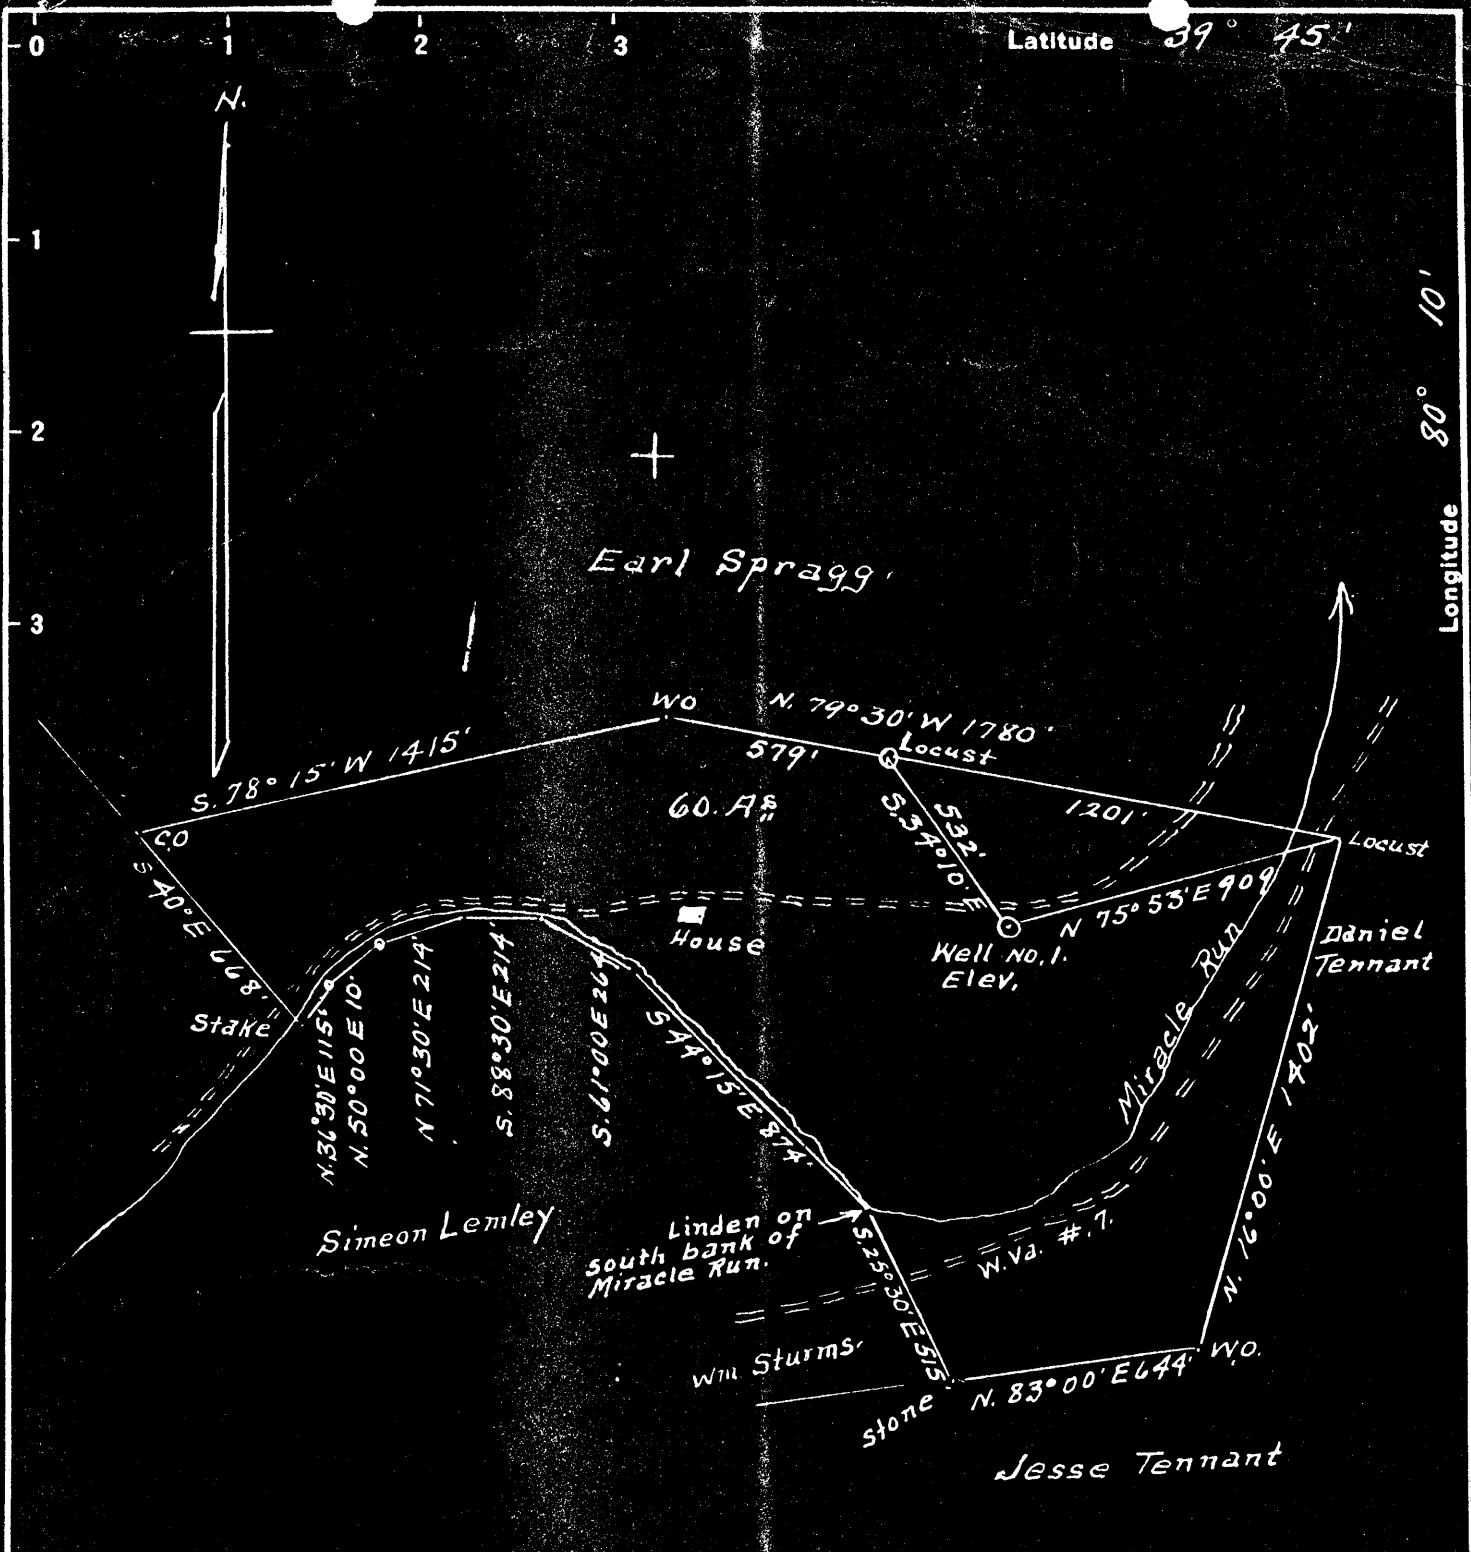 0 1 2 3 Latitude 39° 45'
N.
1
2
3
Longitude 80° 10'
Earl Spragg
WO
N. 79° 30' W 1780'
579'
Locust
S. 78° 15' W 1415'
60. A㏛
532'
S. 34° 10' E
1201'
Locust
C.O
S 40° E 668'
House
Well No. 1.
Elev.
N 75° 53' E 909
Daniel
Tennant
Stake
N. 36° 30' E 115'
N. 50° 00 E 10'
N 71° 30' E 214'
S. 88° 30' E 214'
S. 61° 00 E 264'
S 44° 15' E 874'
Miracle Run
N. 16° 00' E 1402'
Simeon Lemley
Linden on
south bank of
Miracle Run.
S. 25° 30' E 515'
W. Va. #. 7.
Wm Sturms.
Stone
N. 83° 00' E 644'
W.O.
Jesse Tennant